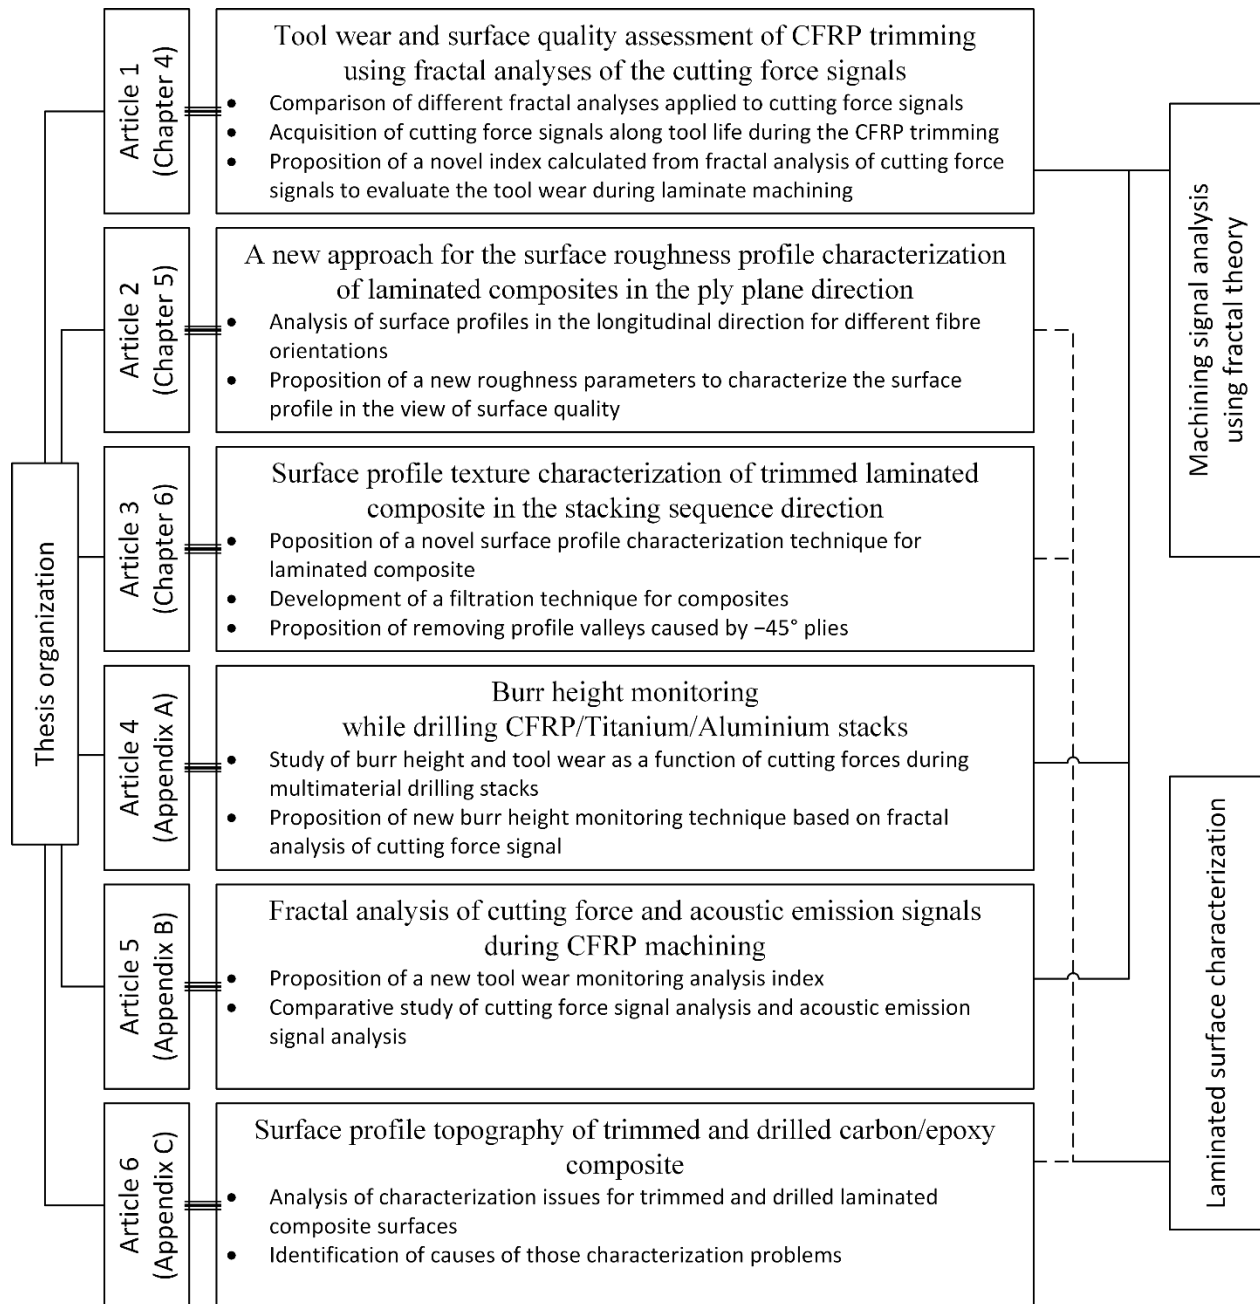 Thesis organization
Article 1
(Chapter 4)
Tool wear and surface quality assessment of CFRP trimming
using fractal analyses of the cutting force signals
• Comparison of different fractal analyses applied to cutting force signals
• Acquisition of cutting force signals along tool life during the CFRP trimming
• Proposition of a novel index calculated from fractal analysis of cutting force
signals to evaluate the tool wear during laminate machining
Article 2
(Chapter 5)
A new approach for the surface roughness profile characterization
of laminated composites in the ply plane direction
• Analysis of surface profiles in the longitudinal direction for different fibre
orientations
• Proposition of a new roughness parameters to characterize the surface
profile in the view of surface quality
Article 3
(Chapter 6)
Surface profile texture characterization of trimmed laminated
composite in the stacking sequence direction
• Poposition of a novel surface profile characterization technique for
laminated composite
• Development of a filtration technique for composites
• Proposition of removing profile valleys caused by −45° plies
Article 4
(Appendix A)
Burr height monitoring
while drilling CFRP/Titanium/Aluminium stacks
• Study of burr height and tool wear as a function of cutting forces during
multimaterial drilling stacks
• Proposition of new burr height monitoring technique based on fractal
analysis of cutting force signal
Article 5
(Appendix B)
Fractal analysis of cutting force and acoustic emission signals
during CFRP machining
• Proposition of a new tool wear monitoring analysis index
• Comparative study of cutting force signal analysis and acoustic emission
signal analysis
Article 6
(Appendix C)
Surface profile topography of trimmed and drilled carbon/epoxy
composite
• Analysis of characterization issues for trimmed and drilled laminated
composite surfaces
• Identification of causes of those characterization problems
Machining signal analysis
using fractal theory
Laminated surface characterization